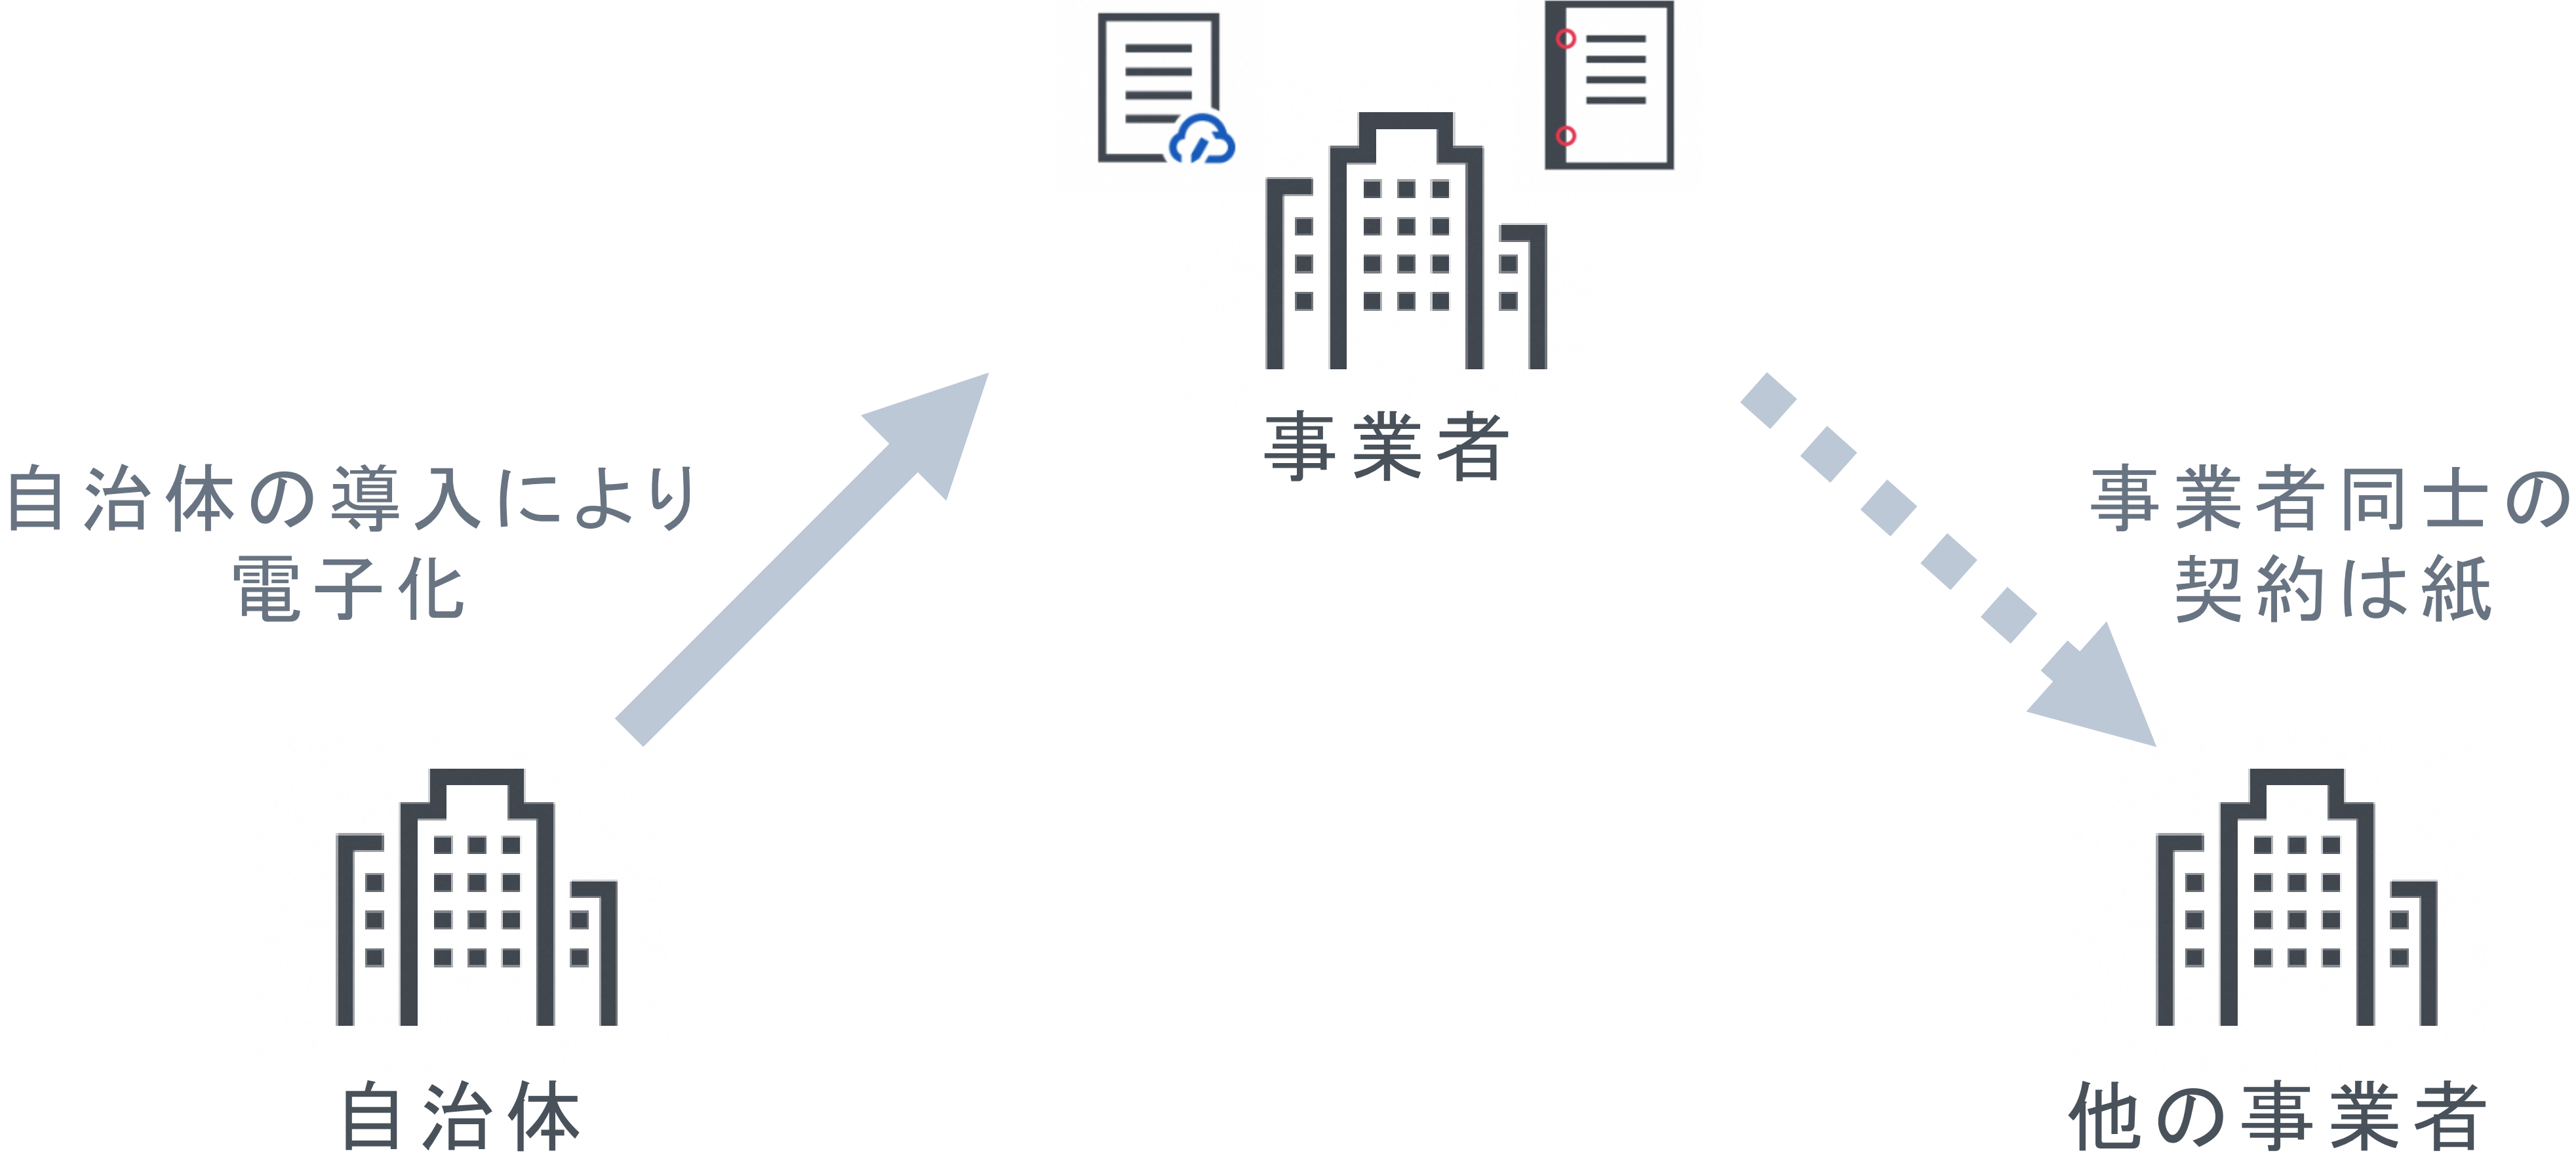 事業者
自治体の導入により
電子化
事業者同士の
契約は紙
自治体
他の事業者